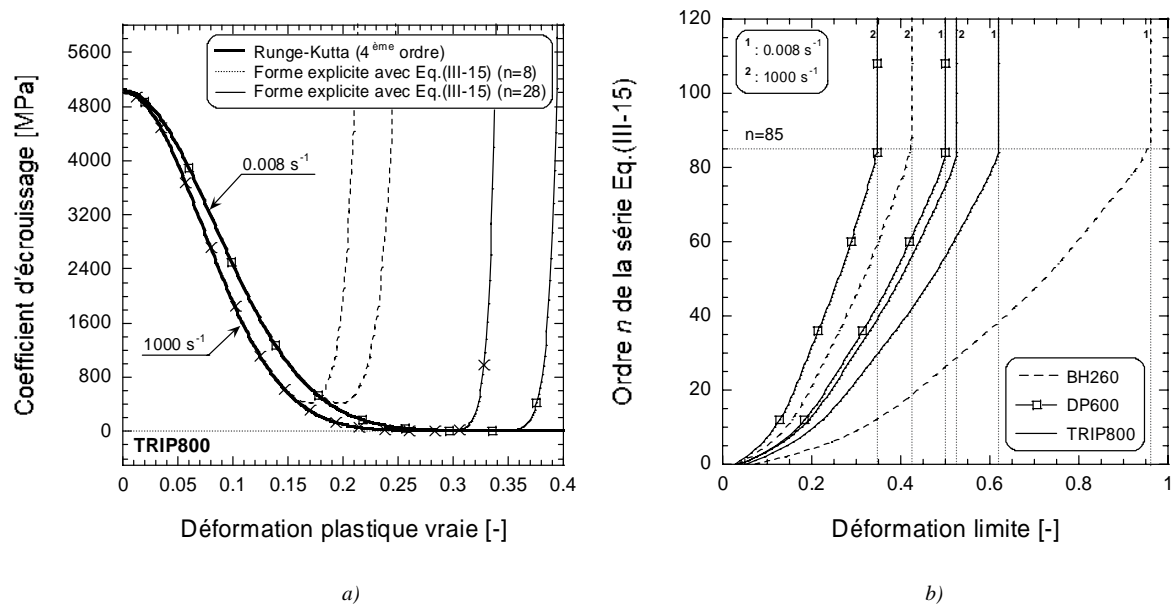 5600
4800
4000
3200
2400
1600
800
0
Coefficient d'écrouissage [MPa]
Runge-Kutta (4ème ordre)
Forme explicite avec Eq.(III-15) (n=8)
Forme explicite avec Eq.(III-15) (n=28)
0.008 s-1
1000 s-1
TRIP800
0 0.05 0.1 0.15 0.2 0.25 0.3 0.35 0.4
Déformation plastique vraie [-]
a)
120
100
80
60
40
20
0
Ordre n de la série Eq.(III-15)
1 : 0.008 s-1
2 : 1000 s-1
2 2 1 2 1 1
n=85
BH260
DP600
TRIP800
0 0.2 0.4 0.6 0.8 1
Déformation limite [-]
b)